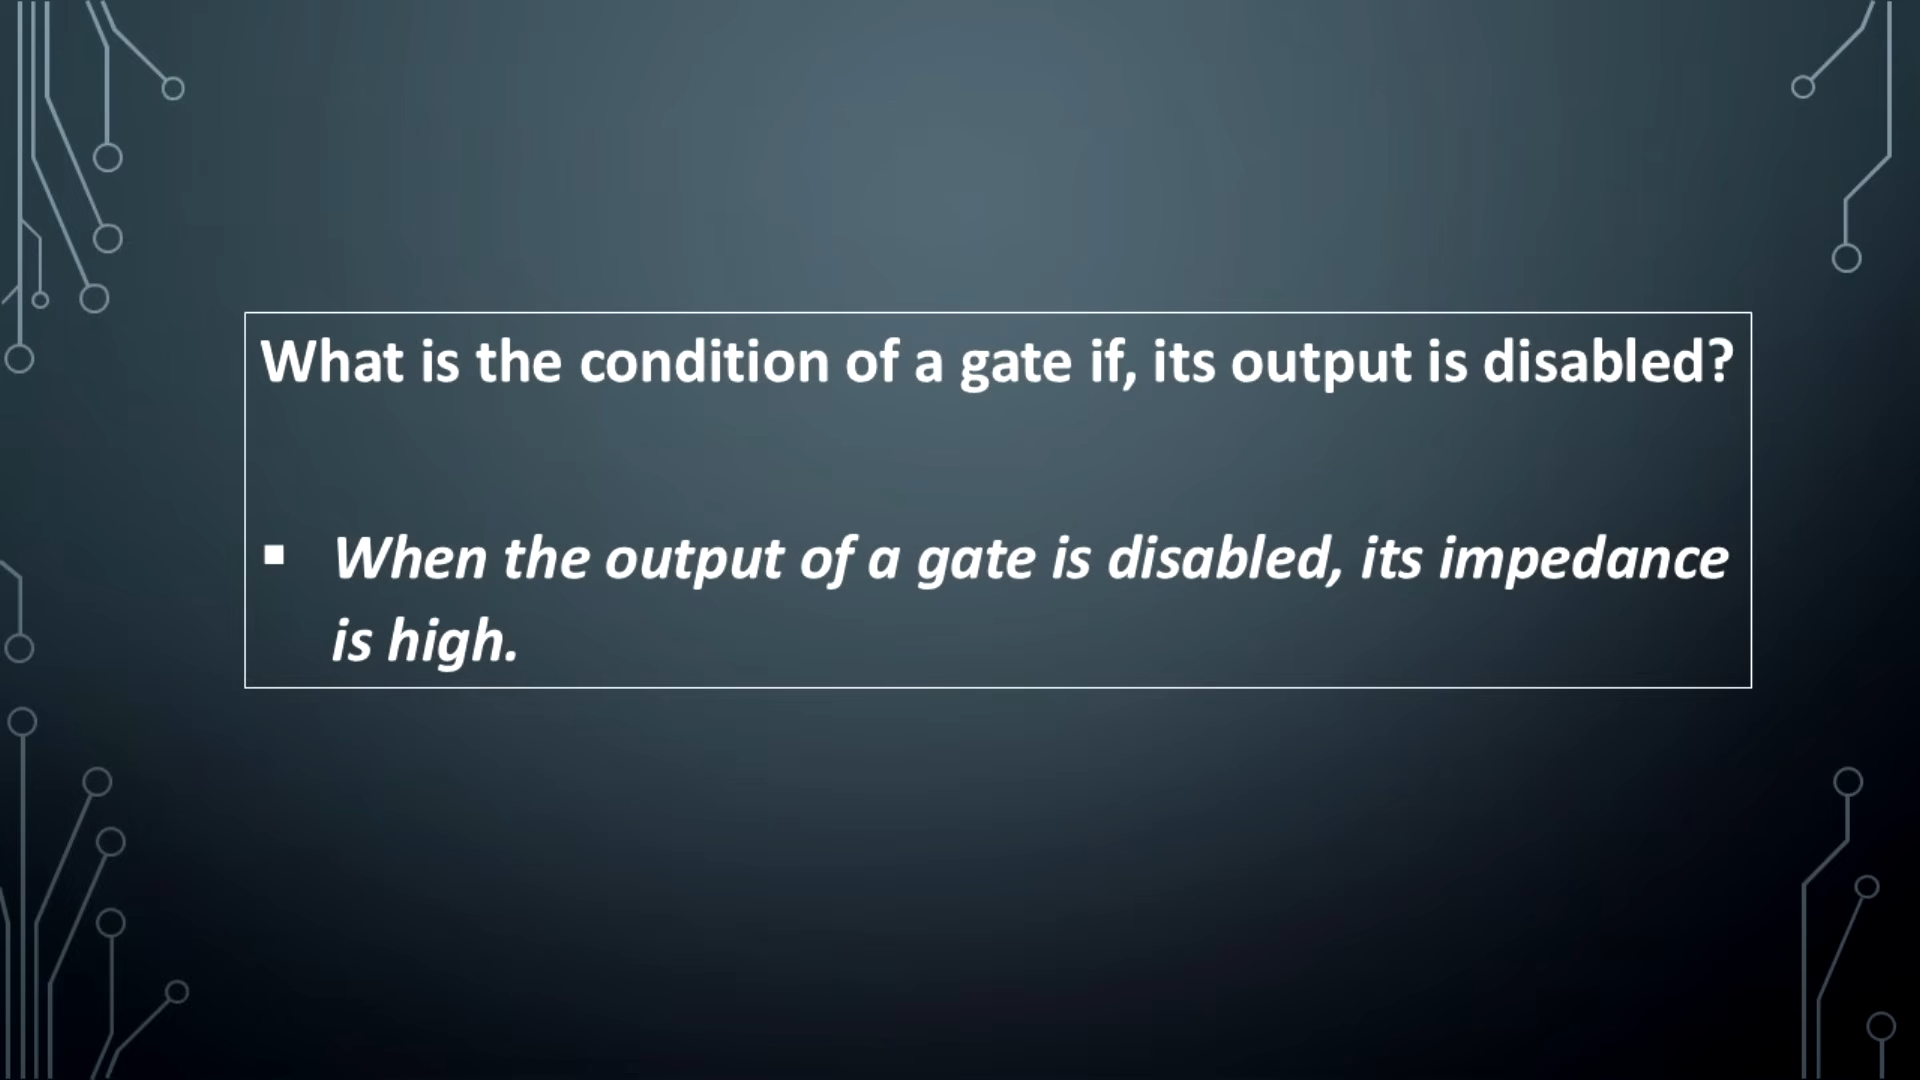 What is the condition of a gate if, its output is disabled?
▪ When the output of a gate is disabled, its impedance
is high.